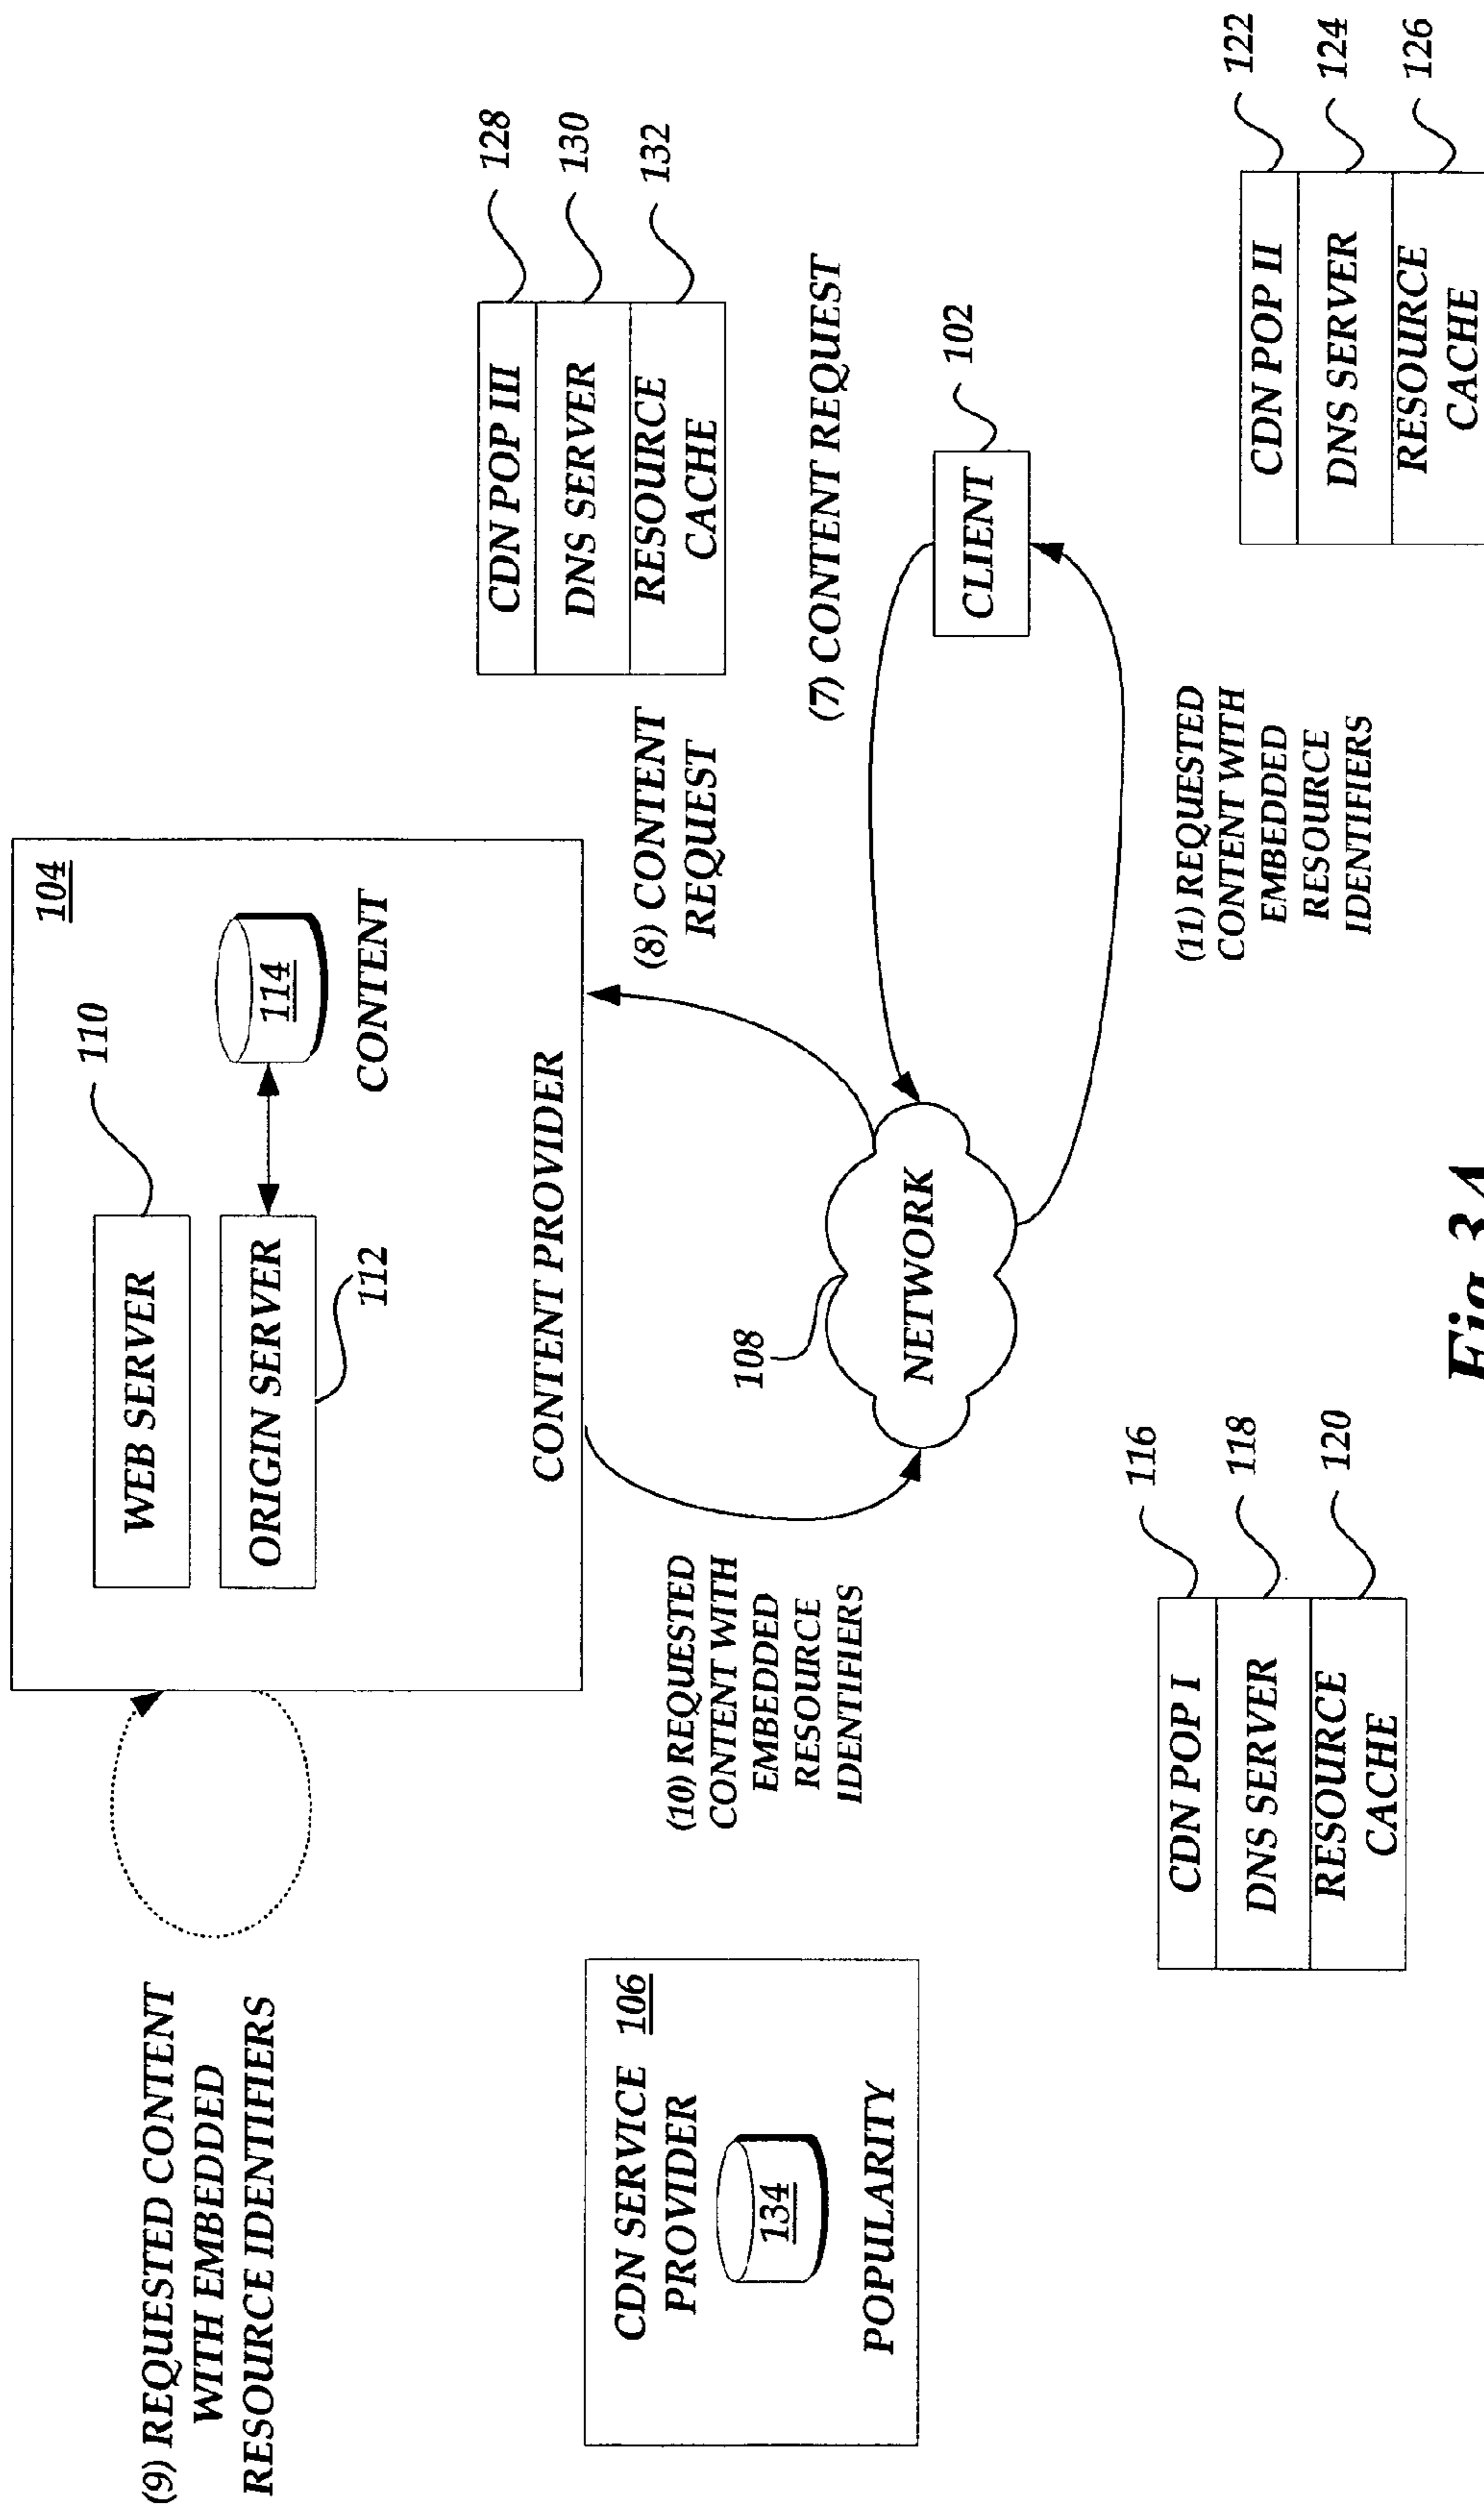 (9) REQUESTED CONTENT
WITH EMBEDDED
RESOURCE IDENTIFIERS
104
WEB SERVER
110
ORIGIN SERVER
112
114
CONTENT
CONTENT PROVIDER
CDN SERVICE
PROVIDER
106
134
POPULARITY
(10) REQUESTED
CONTENT WITH
EMBEDDED
RESOURCE
IDENTIFIERS
(8) CONTENT
REQUEST
CDN POP III
128
DNS SERVER
130
RESOURCE
CACHE
132
108
NETWORK
(7) CONTENT REQUEST
CLIENT
102
(11) REQUESTED
CONTENT WITH
EMBEDDED
RESOURCE
IDENTIFIERS
CDN POP I
116
DNS SERVER
118
RESOURCE
CACHE
120
CDN POP II
122
DNS SERVER
124
RESOURCE
CACHE
126
Fig.3A.